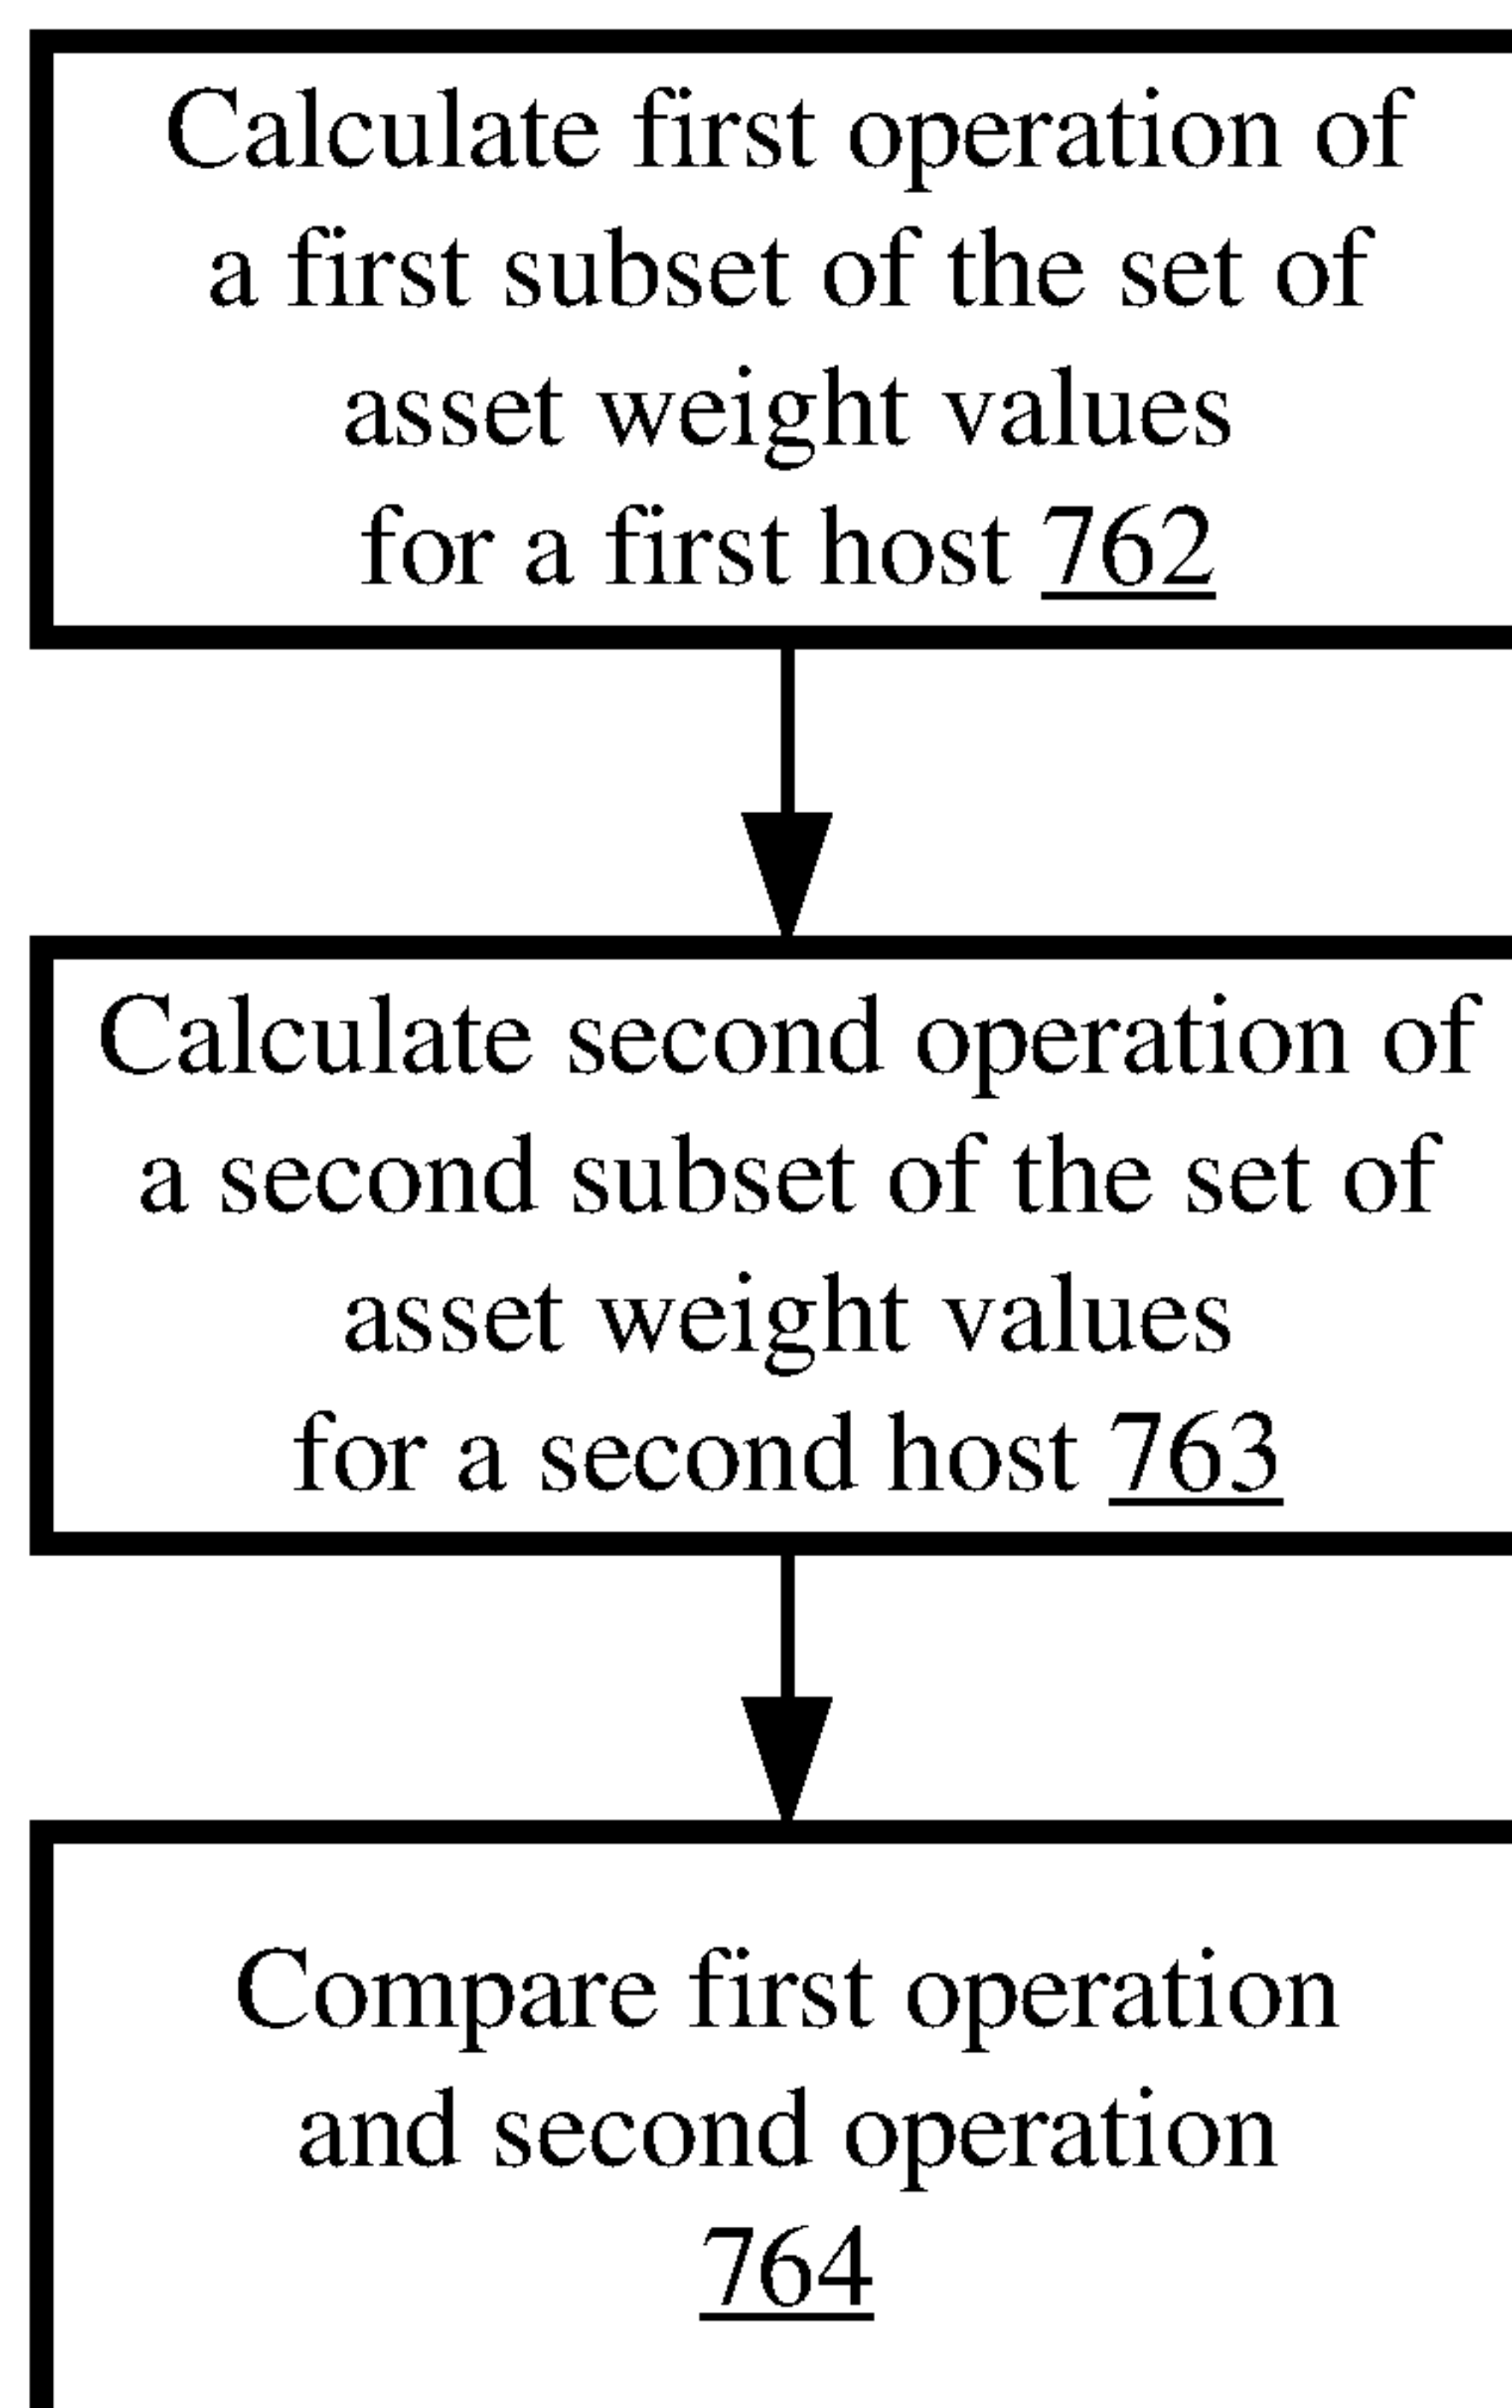 Calculate first operation of
a first subset of the set of
asset weight values
for a first host 762
Calculate second operation of
a second subset of the set of
asset weight values
for a second host 763
Compare first operation
and second operation
764